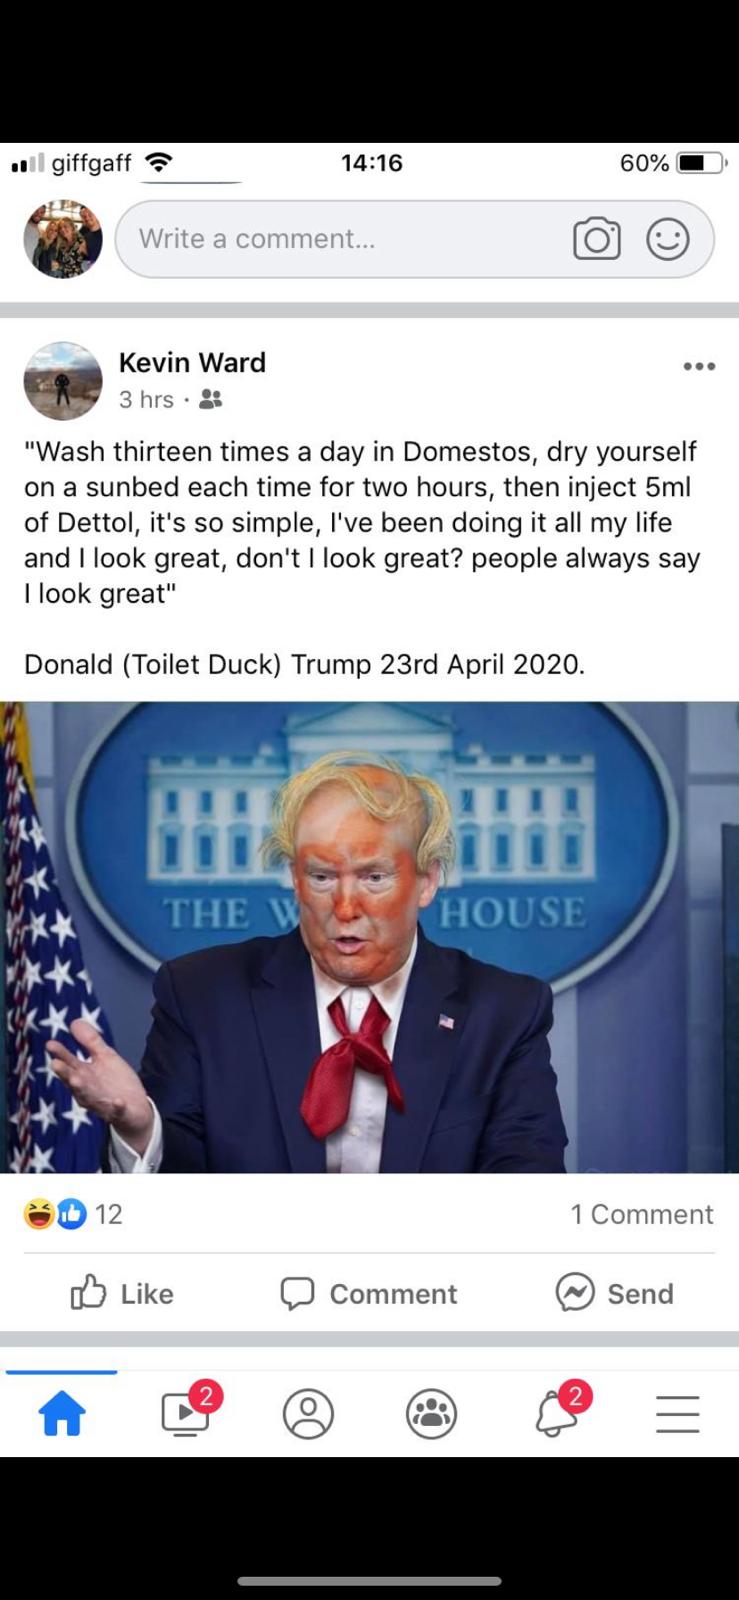 giffgaff 14:16 60%
Write a comment...
Kevin Ward
3 hrs ·
"Wash thirteen times a day in Domestos, dry yourself
on a sunbed each time for two hours, then inject 5ml
of Dettol, it's so simple, I've been doing it all my life
and I look great, don't I look great? people always say
I look great"
Donald (Toilet Duck) Trump 23rd April 2020.
THE W HOUSE
12 1 Comment
Like Comment Send
2 2